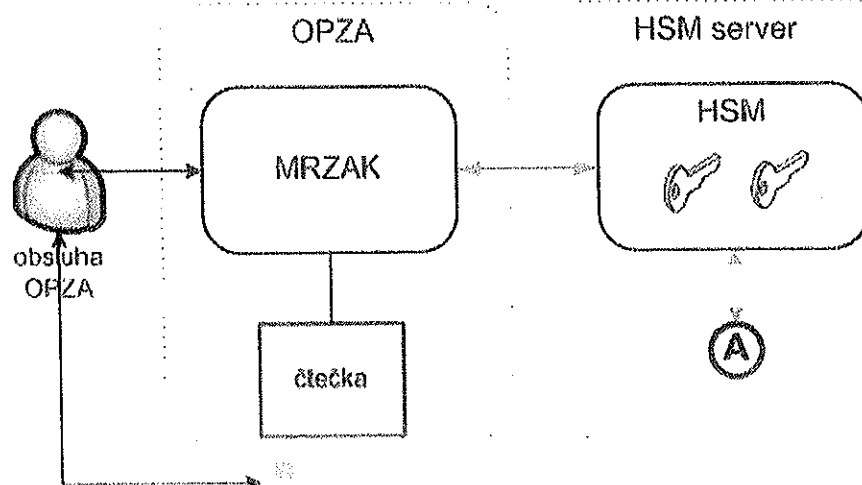 OPZA
HSM server
HSM
MRZAK
obsluha
OPZA
čtečka
A